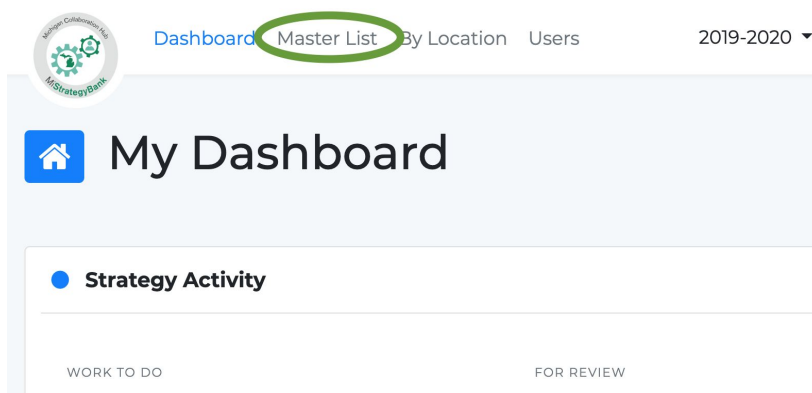 Michigan Collaboration Hub
MiStrategyBank
Dashboard Master List By Location Users 2019-2020
My Dashboard
Strategy Activity
WORK TO DO FOR REVIEW